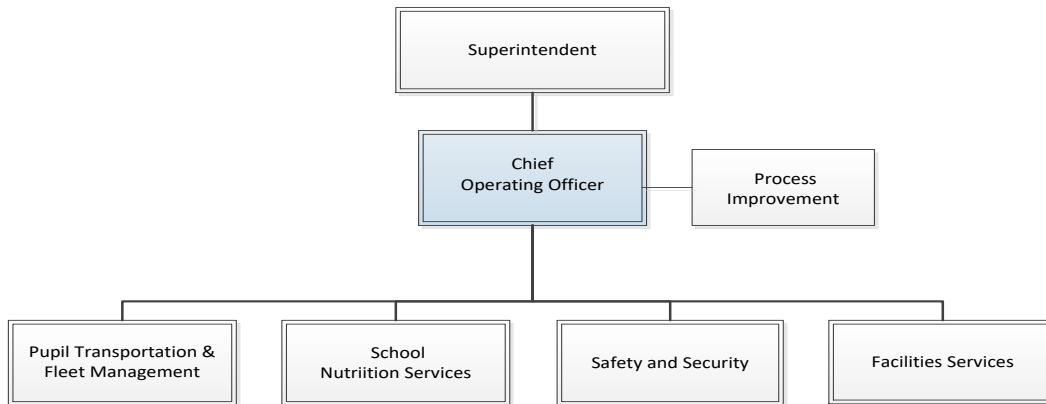 Superintendent
Chief
Operating Officer
Process
Improvement
Pupil Transportation &
Fleet Management
School
Nutriition Services
Safety and Security
Facilities Services